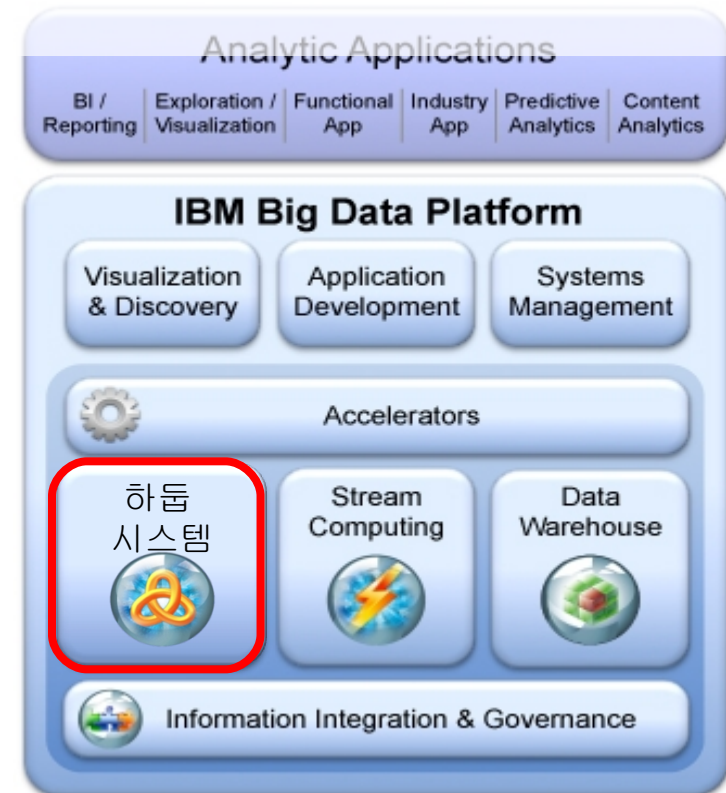 Analytic Applications
BI / Reporting
Exploration / Visualization
Functional App
Industry App
Predictive Analytics
Content Analytics
IBM Big Data Platform
Visualization
& Discovery
Application
Development
Systems
Management
Accelerators
하둡
시스템
Stream
Computing
Data
Warehouse
Information Integration & Governance